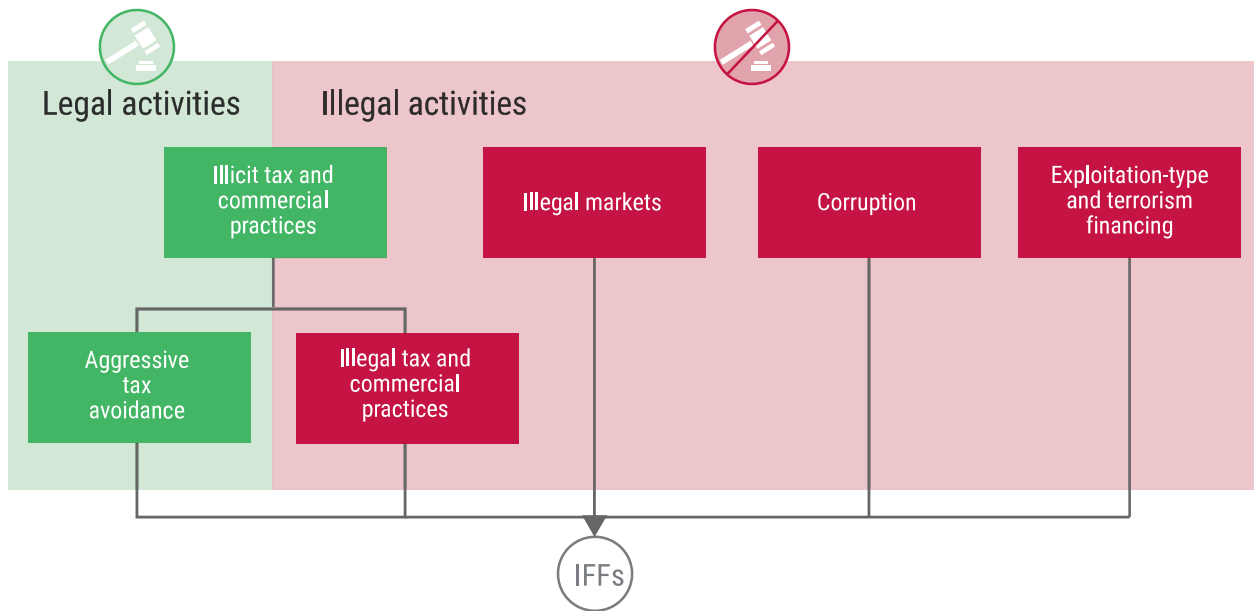 Legal activities
Illegal activities
Illicit tax and
commercial
practices
Illegal markets
Corruption
Exploitation-type
and terrorism
financing
Aggressive
tax
avoidance
Illegal tax and
commercial
practices
IFFs